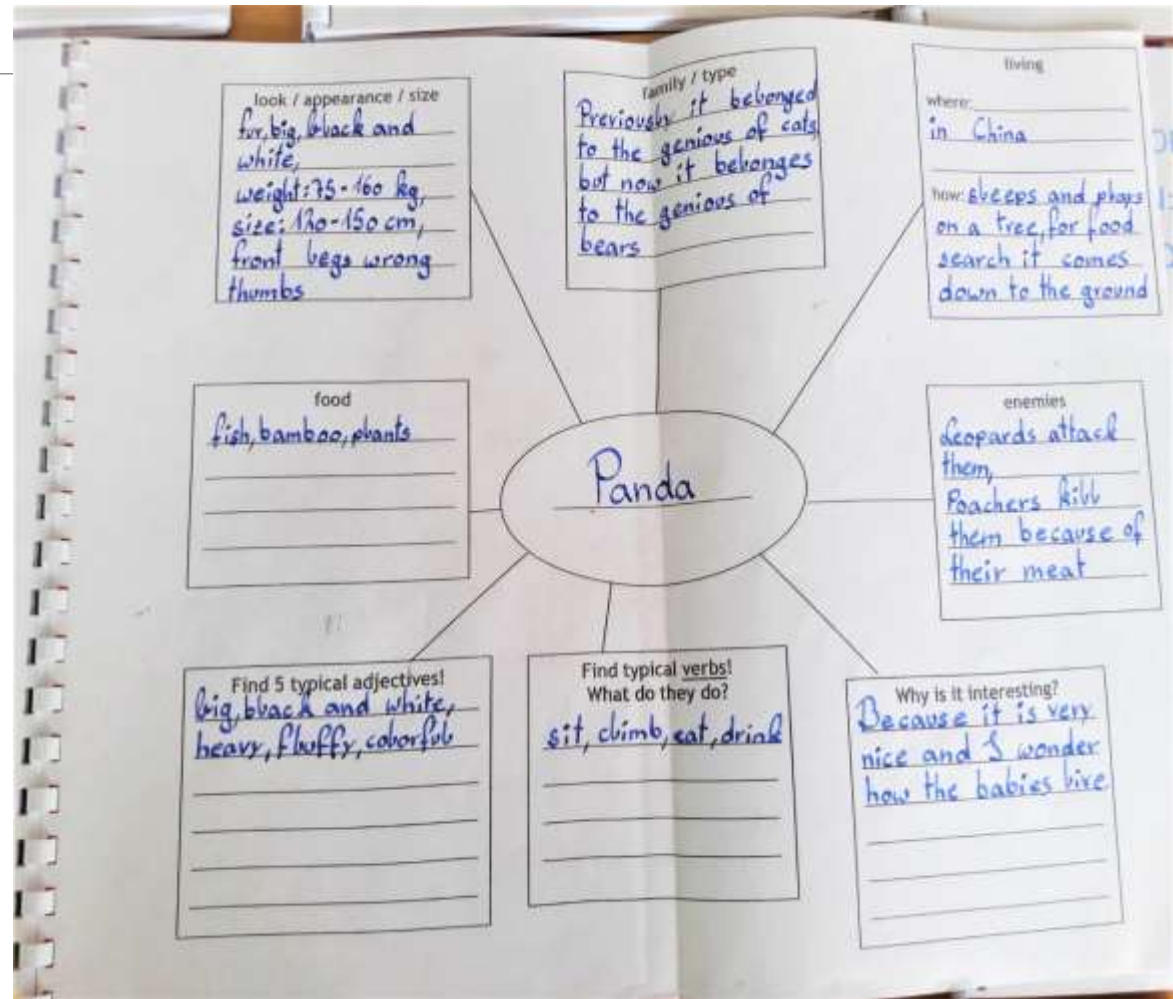 look / appearance / size
fur, big, black and
white,
weight: 75-160 kg,
size: 120-150 cm,
front legs wrong
thumbs
family / type
Previously it belonged
to the genious of cats,
but now it belonges
to the genious of
bears
living
where:
in China
how: sleeps and plays
on a tree, for food
search it comes
down to the ground
food
fish, bamboo, plants
Panda
enemies
Leopards attack
them,
Poachers kill
them because of
their meat
Find 5 typical adjectives!
big, black and white,
heavy, fluffy, colorful
Find typical verbs!
What do they do?
sit, climb, eat, drink
Why is it interesting?
Because it is very
nice and I wonder
how the babies live